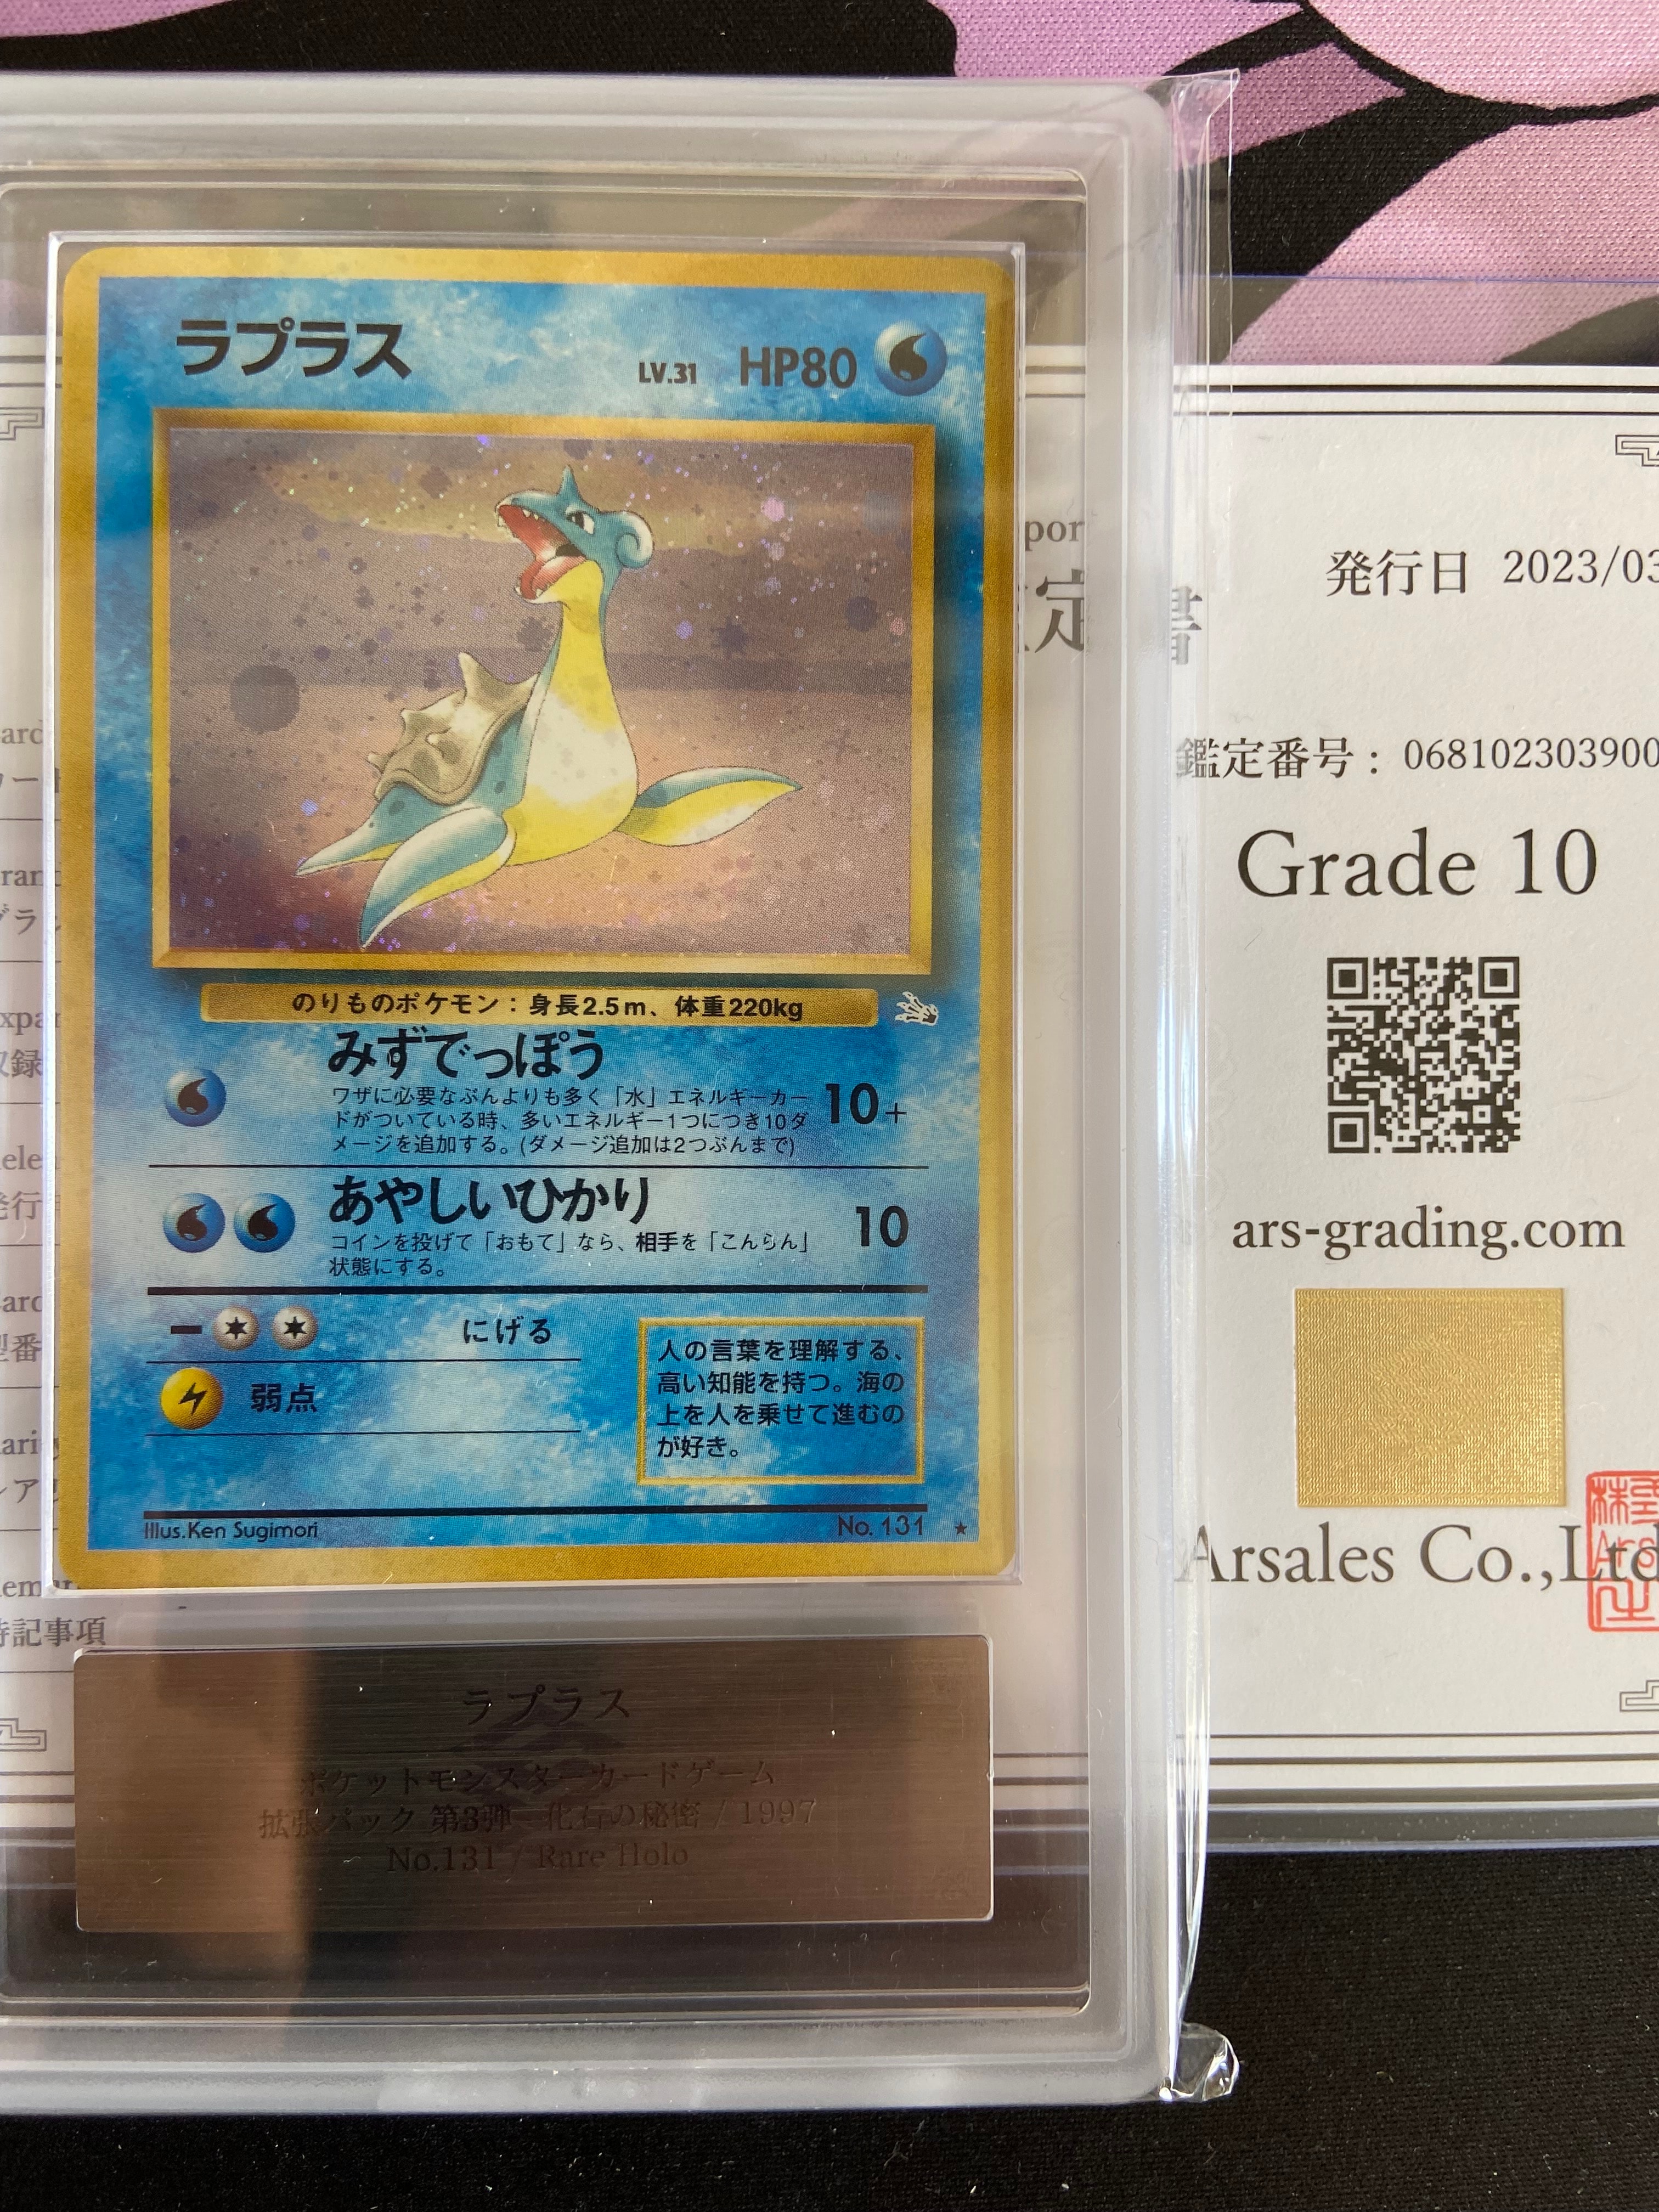 ラプラス
LV.31 HP80
のりものポケモン：身長2.5m、体重220kg
みずでっぽう
ワザに必要なぶんよりも多く「水」エネルギーカー
ドがついている時、多いエネルギー1つにつき10ダ
メージを追加する。(ダメージ追加は2つぶんまで)
10+
あやしいひかり
コインを投げて「おもて」なら、相手を「こんらん」
状態にする。
10
にげる
弱点
人の言葉を理解する、
高い知能を持つ。海の
上を人を乗せて進むの
が好き。
Illus.Ken Sugimori
No.131 ★
ラプラス
ポケットモンスターカードゲーム
拡張パック 第3弾 化石の秘密 / 1997
No.131 / Rare Holo
定 書
発行日 2023/03
鑑定番号： 068102303900
Grade 10
ars-grading.com
Arsales Co.,Ltd
特記事項